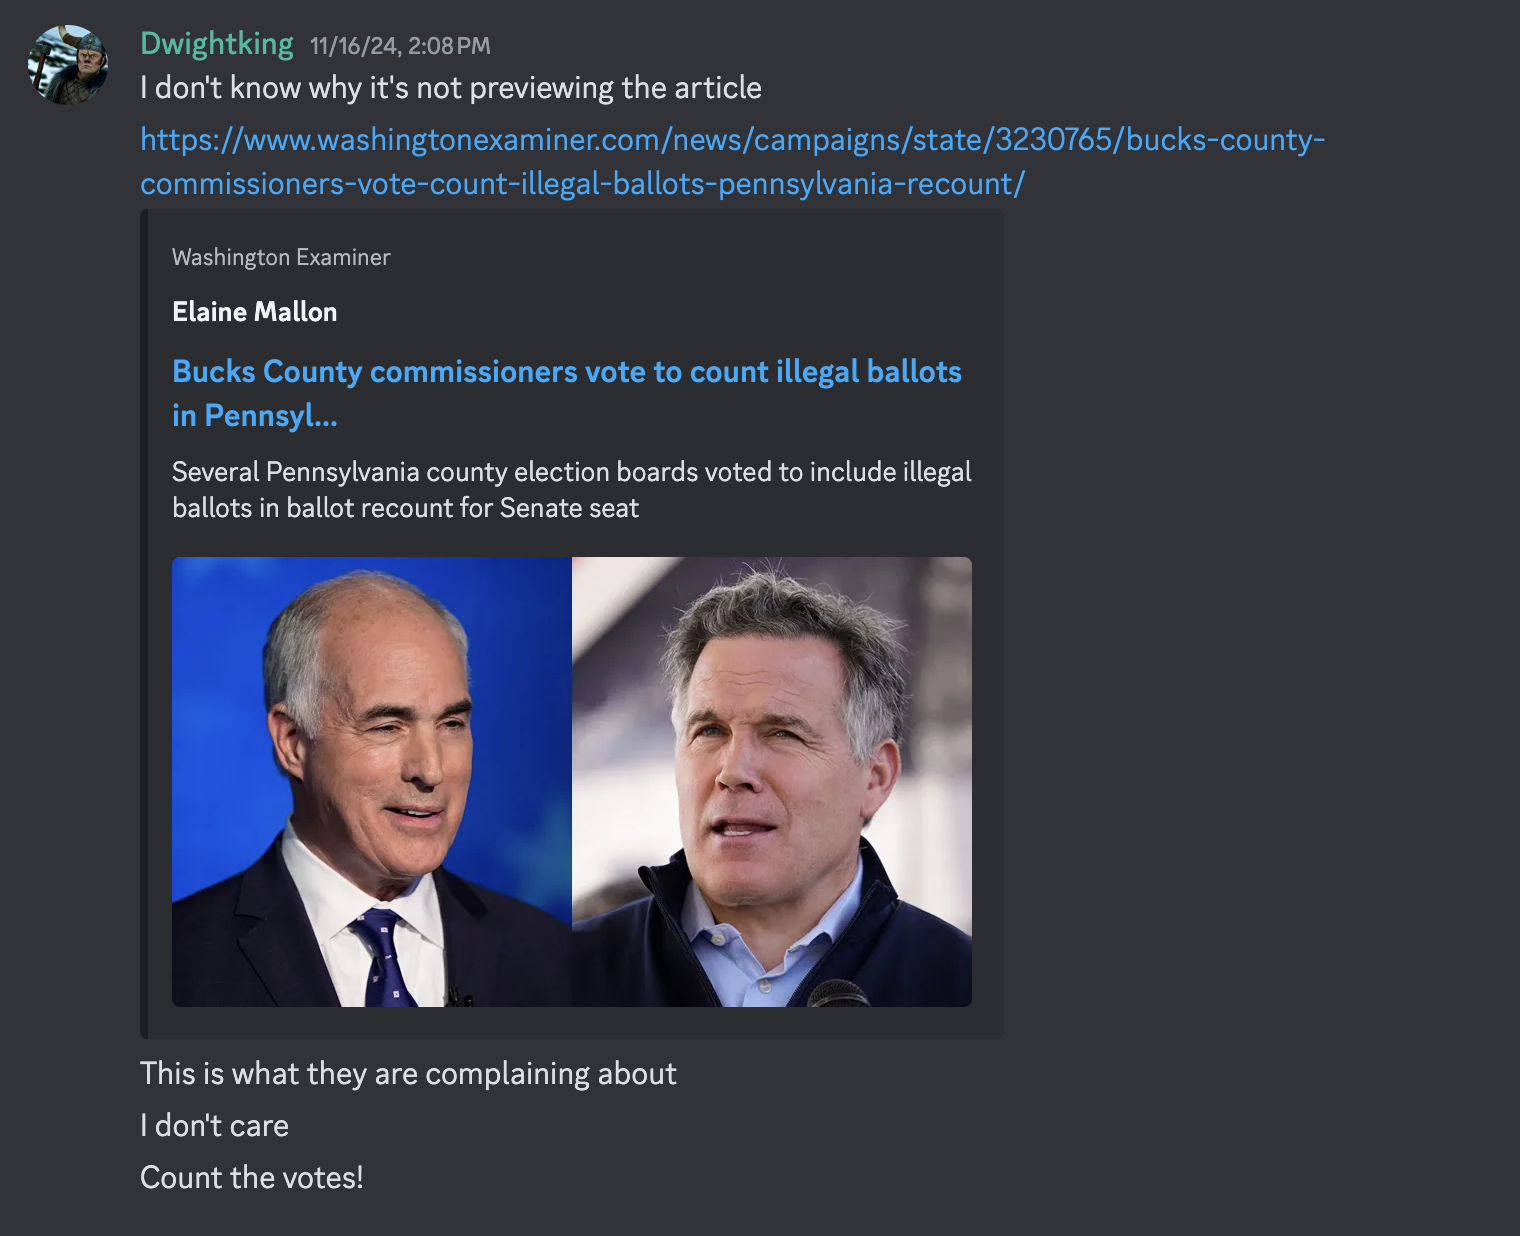 Dwightking 11/16/24, 2:08 PM
I don't know why it's not previewing the article
https://www.washingtonexaminer.com/news/campaigns/state/3230765/bucks-county-
commissioners-vote-count-illegal-ballots-pennsylvania-recount/
Washington Examiner
Elaine Mallon
Bucks County commissioners vote to count illegal ballots
in Pennsyl...
Several Pennsylvania county election boards voted to include illegal
ballots in ballot recount for Senate seat
This is what they are complaining about
I don't care
Count the votes!